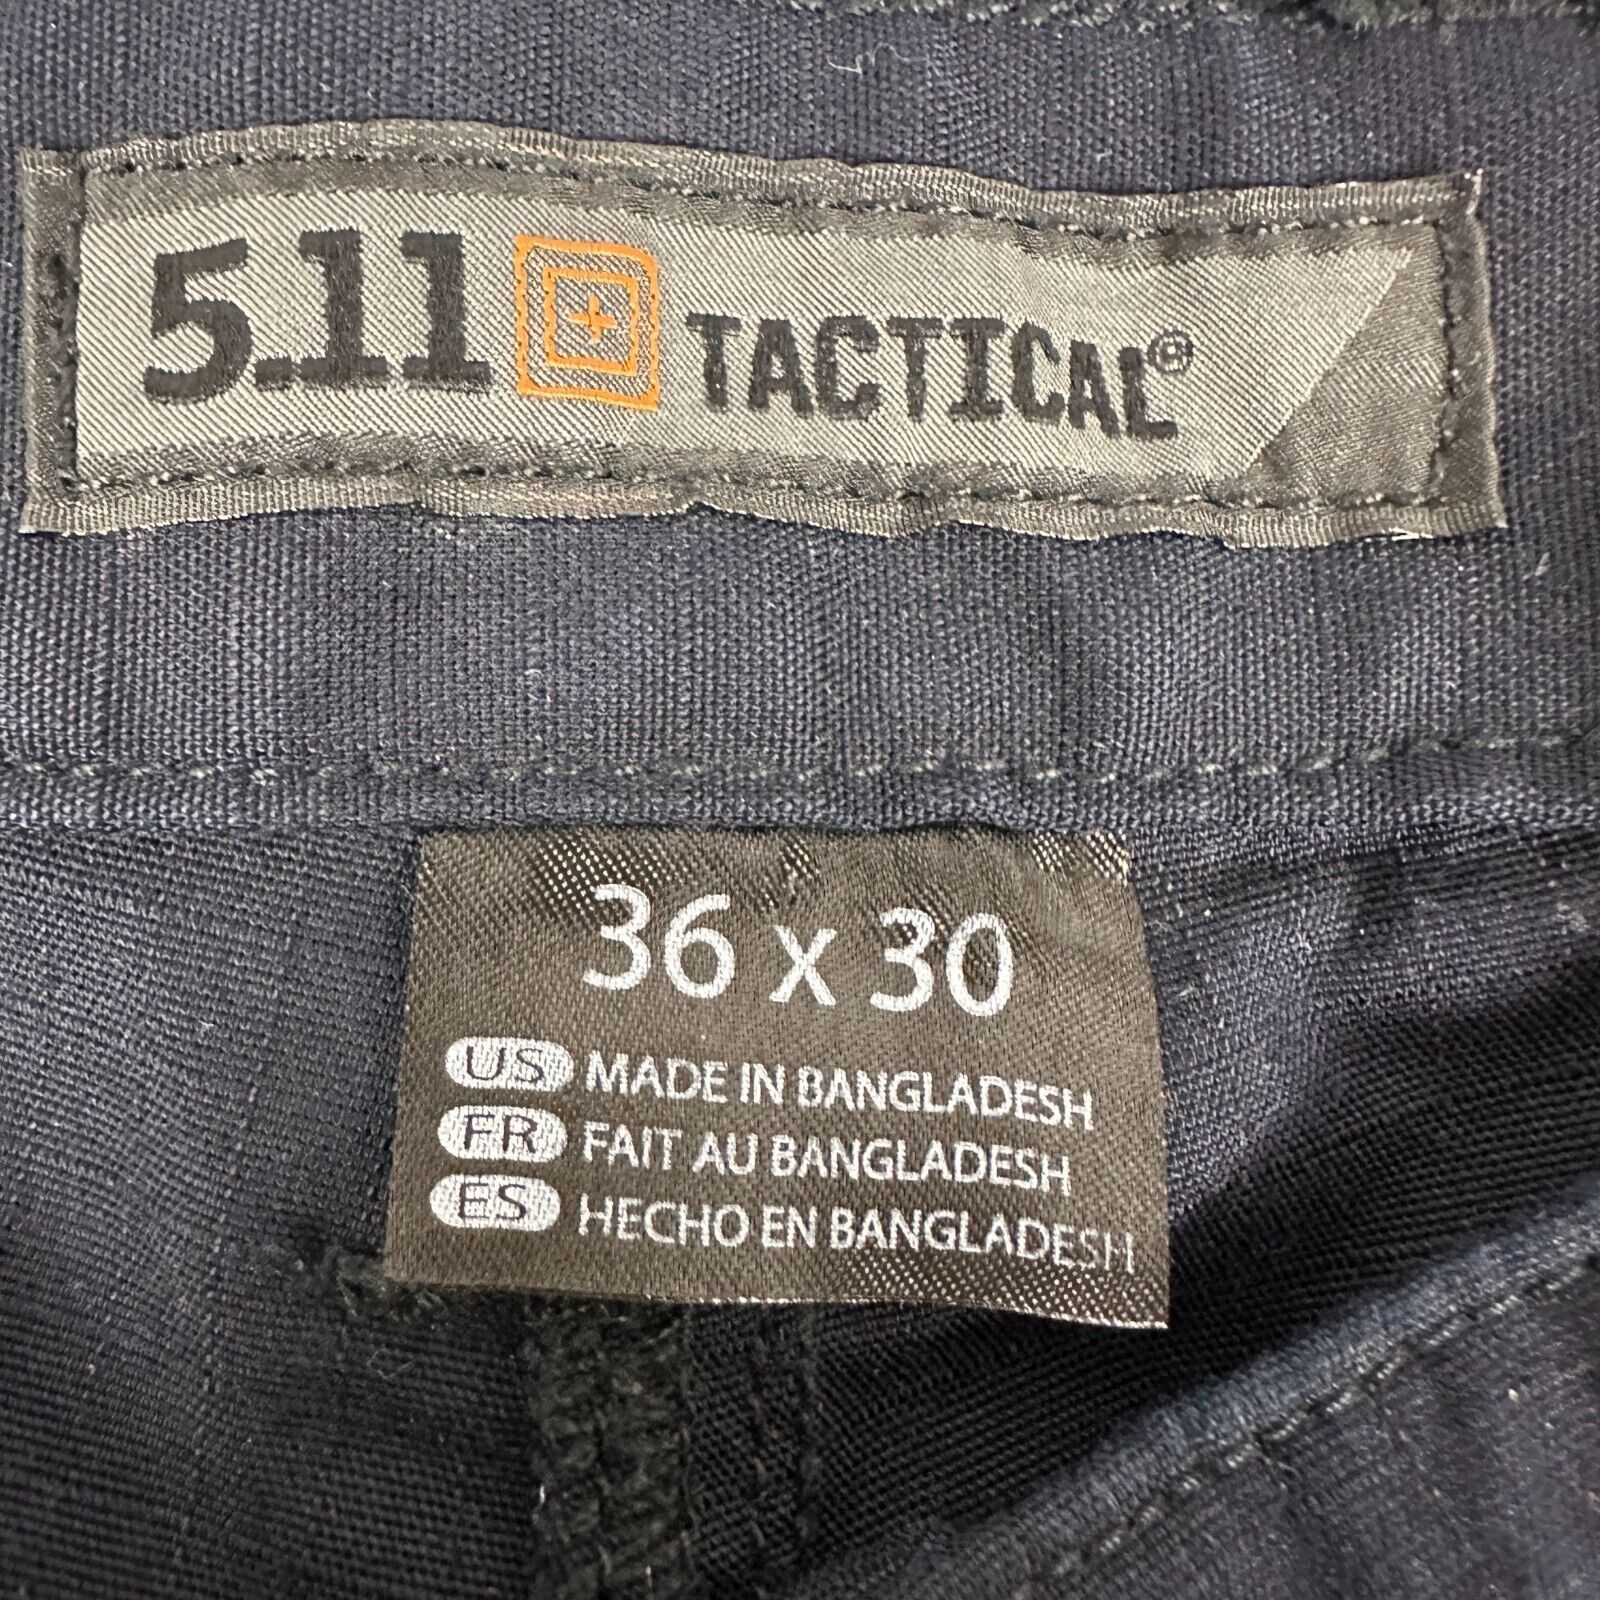 5.11 TACTICAL®
36 x 30
US MADE IN BANGLADESH
FR FAIT AU BANGLADESH
ES HECHO EN BANGLADESH